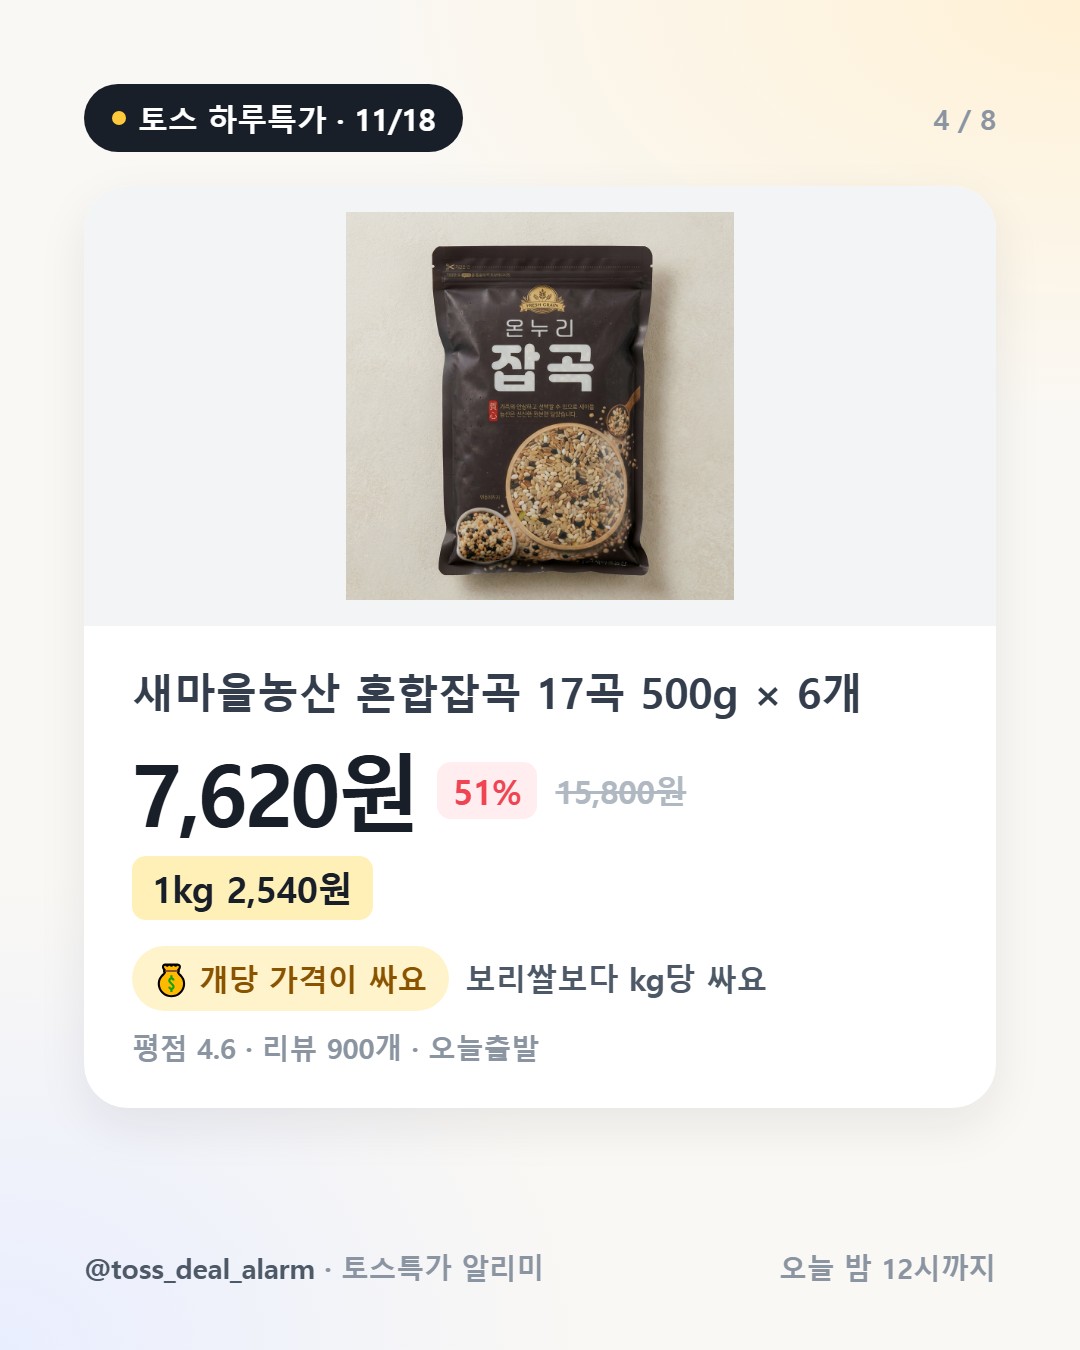 토스 하루특가 · 11/18
4 / 8
FRESH GRAIN
온누리
잡곡
새마을농산 혼합잡곡 17곡 500g × 6개
7,620원 51% 15,800원
1kg 2,540원
개당 가격이 싸요 보리쌀보다 kg당 싸요
평점 4.6 · 리뷰 900개 · 오늘출발
@toss_deal_alarm · 토스특가 알리미
오늘 밤 12시까지